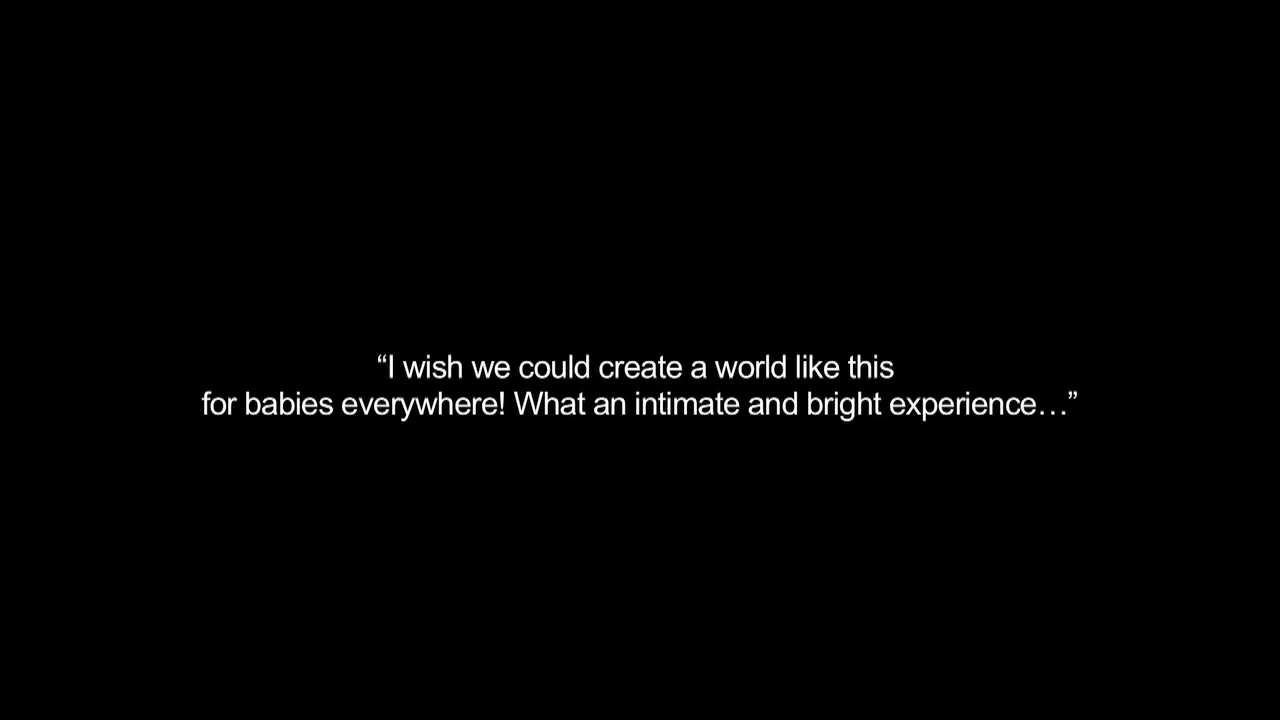 “I wish we could create a world like this
for babies everywhere! What an intimate and bright experience…”